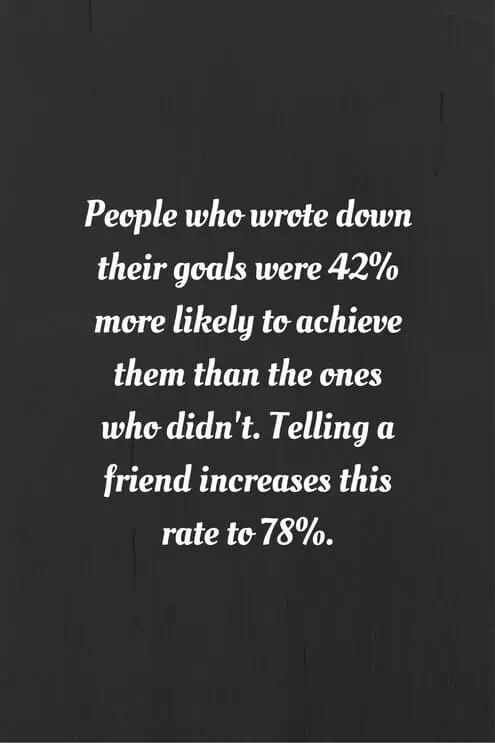 People who wrote down
their goals were 42%
more likely to achieve
them than the ones
who didn't. Telling a
friend increases this
rate to 78%.